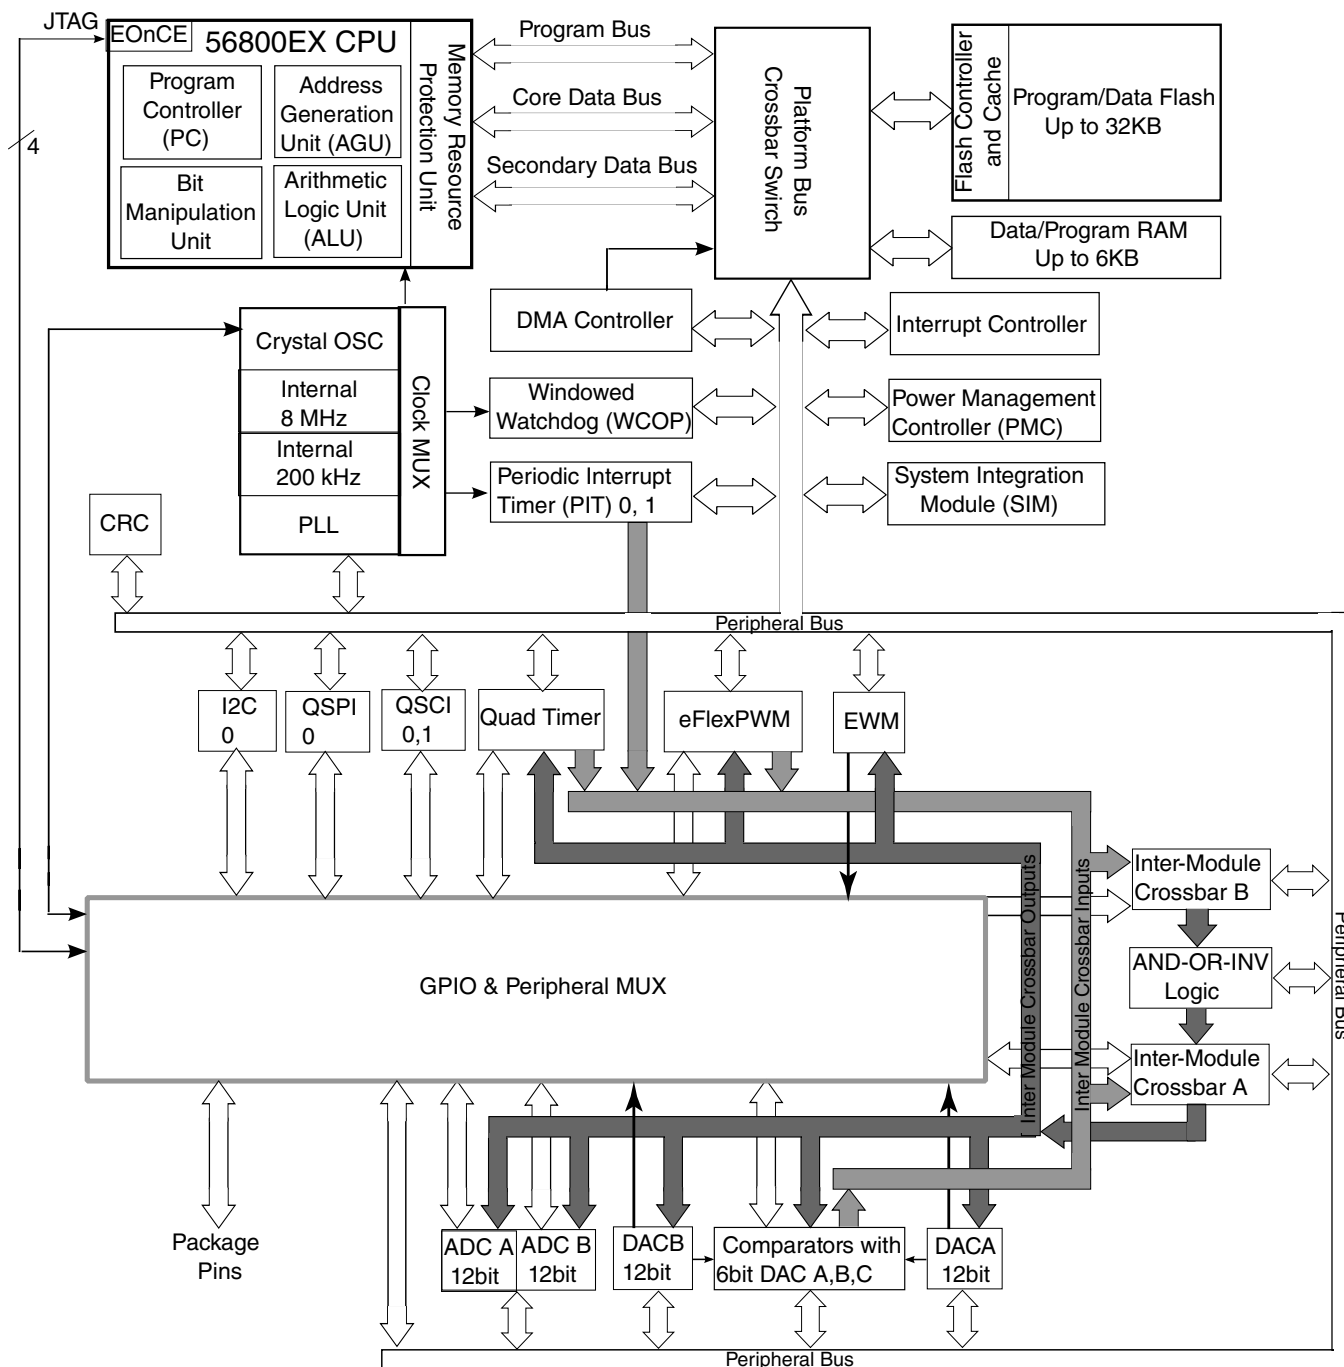 JTAG
EOnCE
56800EX CPU
4
Program
Controller
(PC)
Address
Generation
Unit (AGU)
Bit
Manipulation
Unit
Arithmetic
Logic Unit
(ALU)
Memory Resource
Protection Unit
Program Bus
Core Data Bus
Secondary Data Bus
Platform Bus
Crossbar Swirch
Flash Controller
and Cache
Program/Data Flash
Up to 32KB
Data/Program RAM
Up to 6KB
DMA Controller
Interrupt Controller
Crystal OSC
Internal
8 MHz
Internal
200 kHz
PLL
Clock MUX
Windowed
Watchdog (WCOP)
Power Management
Controller (PMC)
Periodic Interrupt
Timer (PIT) 0, 1
System Integration
Module (SIM)
CRC
Peripheral Bus
I2C
0
QSPI
0
QSCI
0,1
Quad Timer
eFlexPWM
EWM
Inter Module Crossbar Outputs
Inter Module Crossbar Inputs
Inter-Module
Crossbar B
AND-OR-INV
Logic
Inter-Module
Crossbar A
Peripheral Bus
GPIO & Peripheral MUX
Package
Pins
ADC A
12bit
ADC B
12bit
DACB
12bit
Comparators with
6bit DAC A,B,C
DACA
12bit
Peripheral Bus